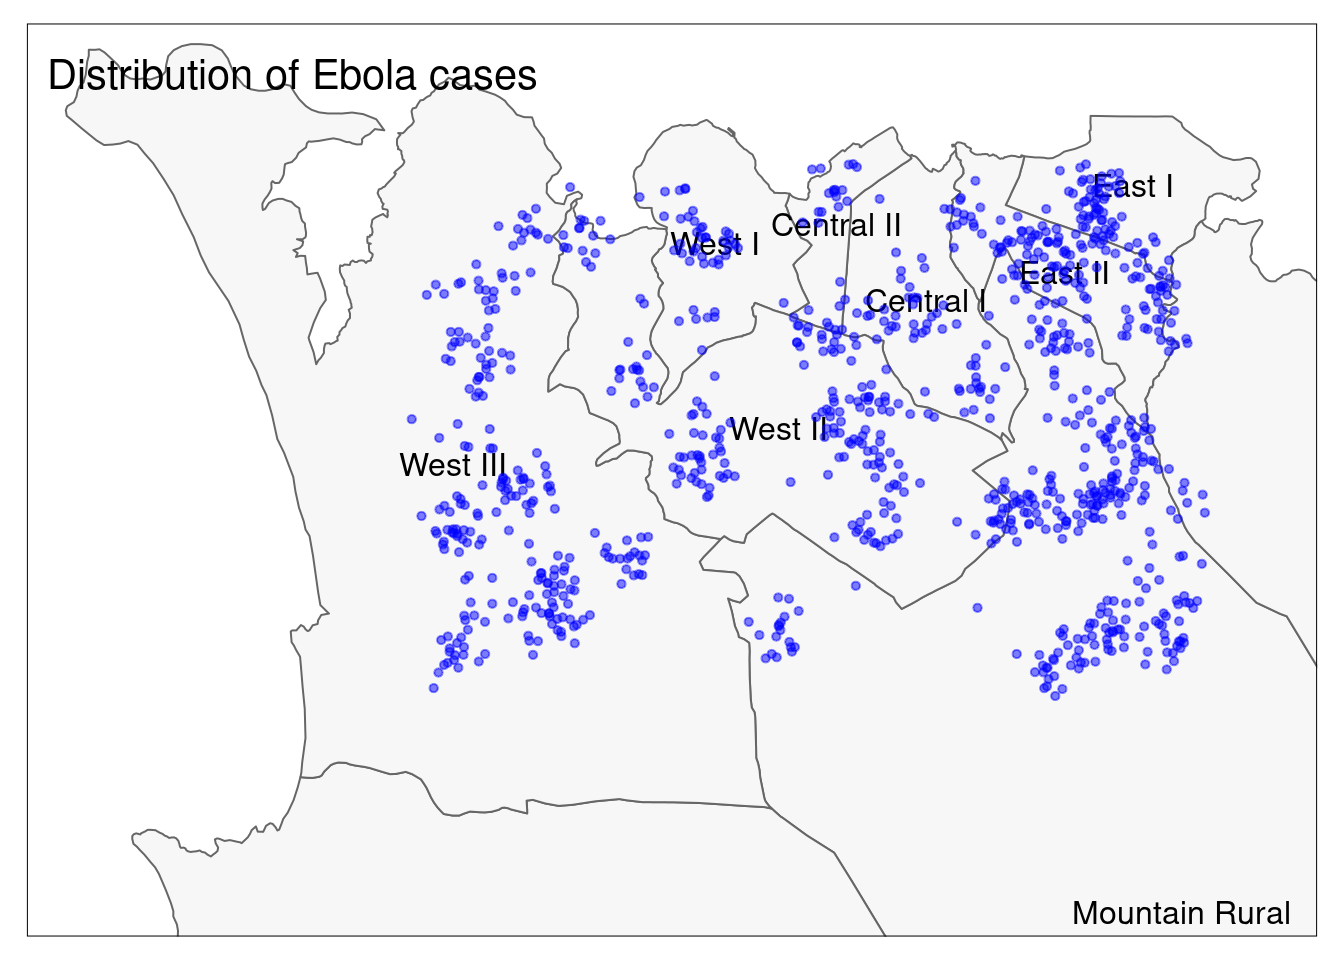 Distribution of Ebola cases
East I
Central II
West I
East II
Central I
West II
West III
Mountain Rural